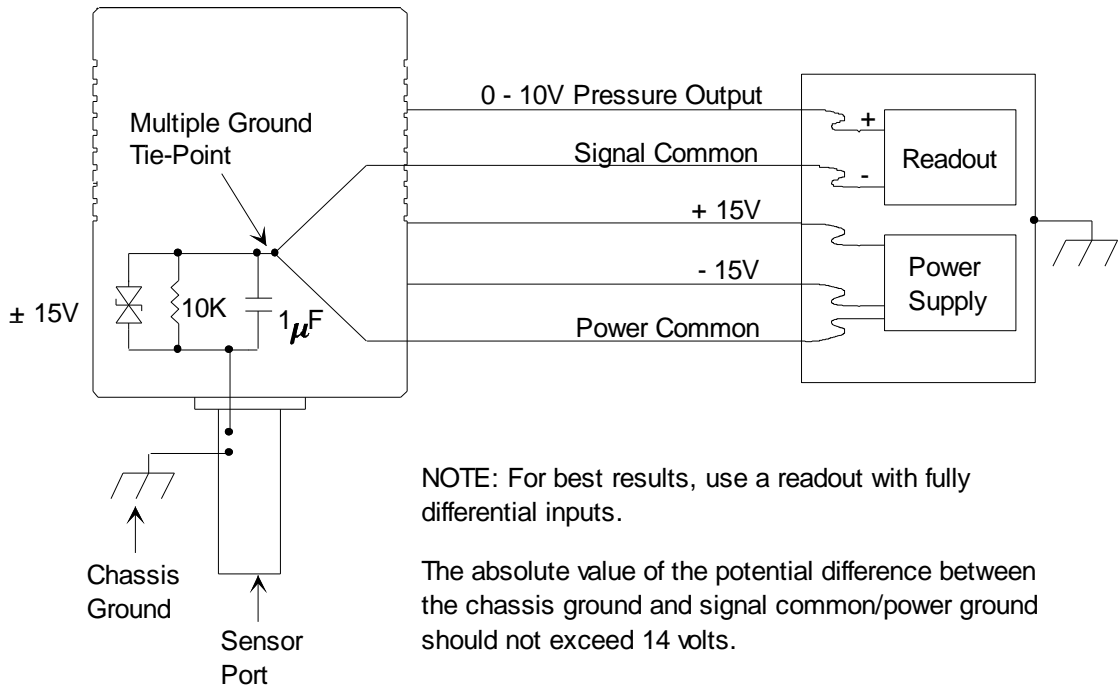 0 - 10V Pressure Output
Multiple Ground
Tie-Point
Signal Common
+
-
Readout
+ 15V
- 15V
Power
Supply
± 15V
10K
1µF
Power Common
NOTE: For best results, use a readout with fully
differential inputs.
The absolute value of the potential difference between
the chassis ground and signal common/power ground
should not exceed 14 volts.
Chassis
Ground
Sensor
Port